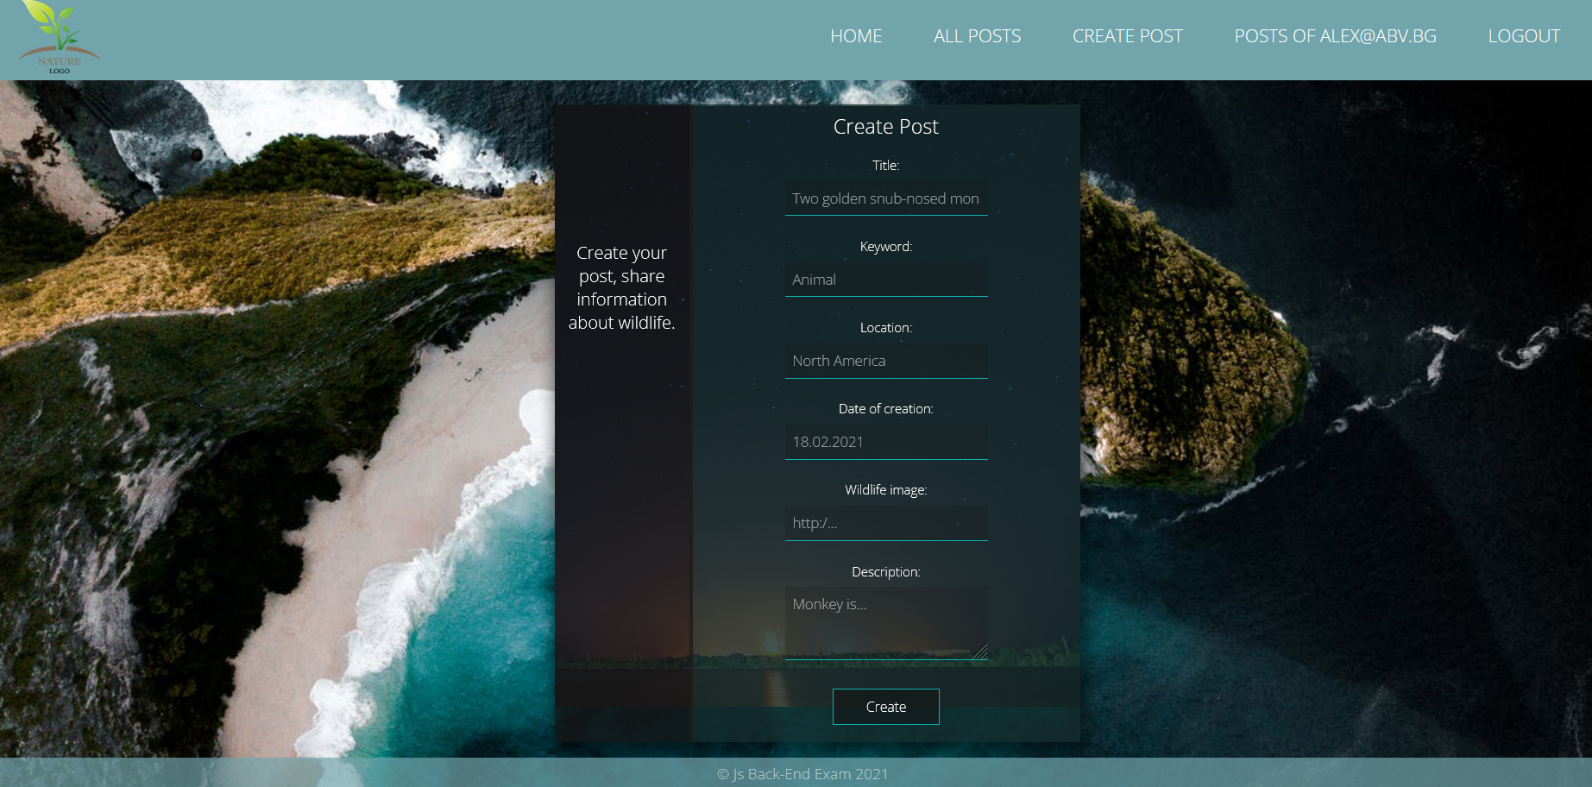 NATURE
LOGO
HOME
ALL POSTS
CREATE POST
POSTS OF ALEX@ABV.BG
LOGOUT
Create your
post, share
information
about wildlife.
Create Post
Title:
Two golden snub-nosed mon
Keyword:
Animal
Location:
North America
Date of creation:
18.02.2021
Wildlife image:
http:/...
Description:
Monkey is...
Create
© Js Back-End Exam 2021